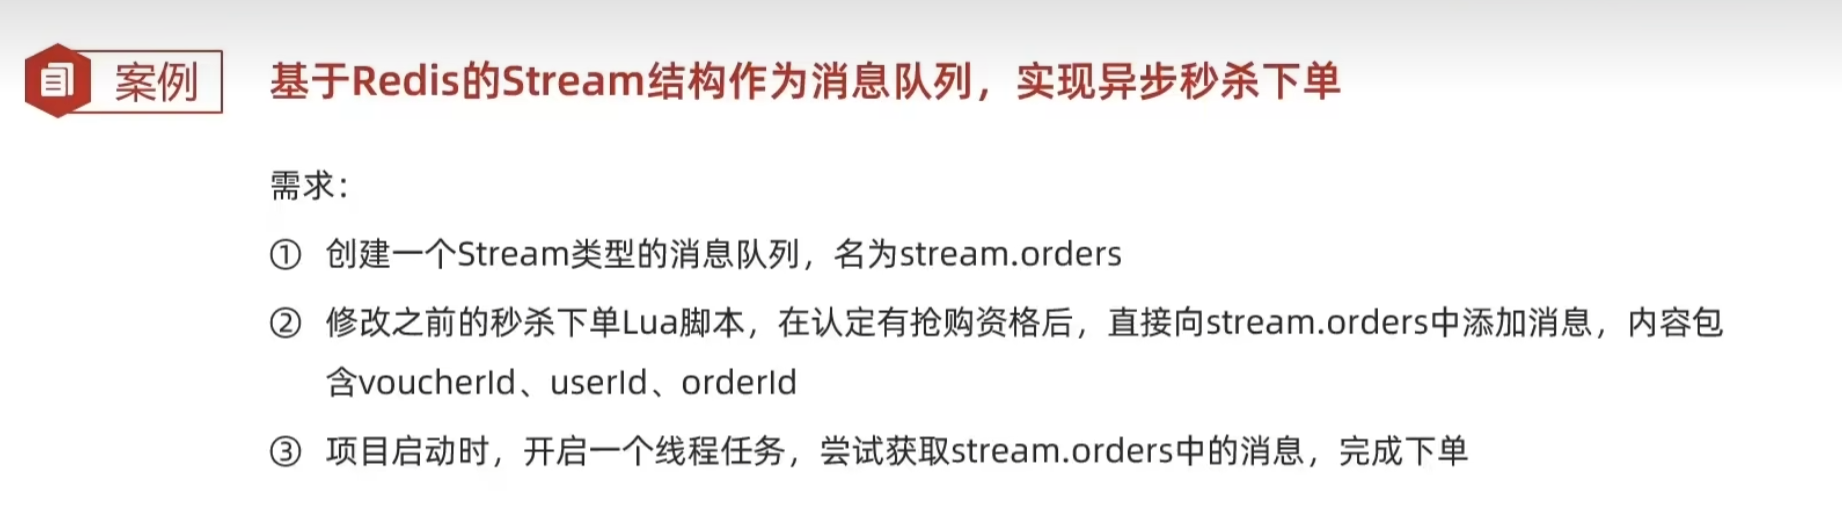 案例
基于Redis的Stream结构作为消息队列，实现异步秒杀下单
需求：
① 创建一个Stream类型的消息队列，名为stream.orders
② 修改之前的秒杀下单Lua脚本，在认定有抢购资格后，直接向stream.orders中添加消息，内容包
含voucherId、userId、orderId
③ 项目启动时，开启一个线程任务，尝试获取stream.orders中的消息，完成下单